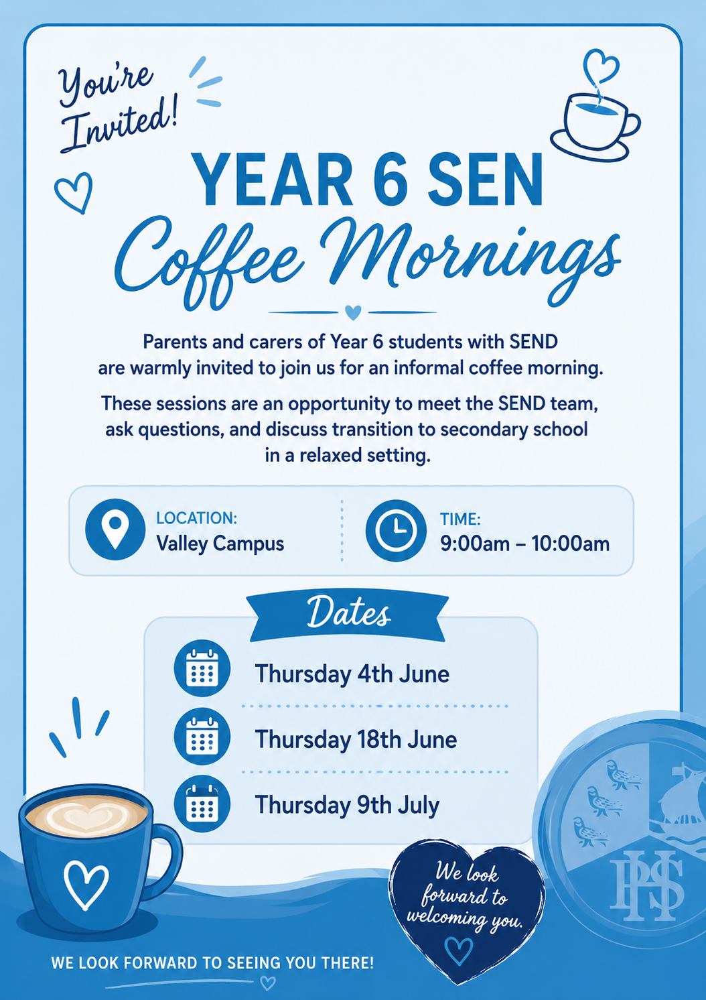 You're
Invited!
YEAR 6 SEN
Coffee Mornings
Parents and carers of Year 6 students with SEND
are warmly invited to join us for an informal coffee morning.
These sessions are an opportunity to meet the SEND team,
ask questions, and discuss transition to secondary school
in a relaxed setting.
LOCATION:
Valley Campus
TIME:
9:00am – 10:00am
Dates
Thursday 4th June
Thursday 18th June
Thursday 9th July
We look
forward to
welcoming you.
PHS
WE LOOK FORWARD TO SEEING YOU THERE!